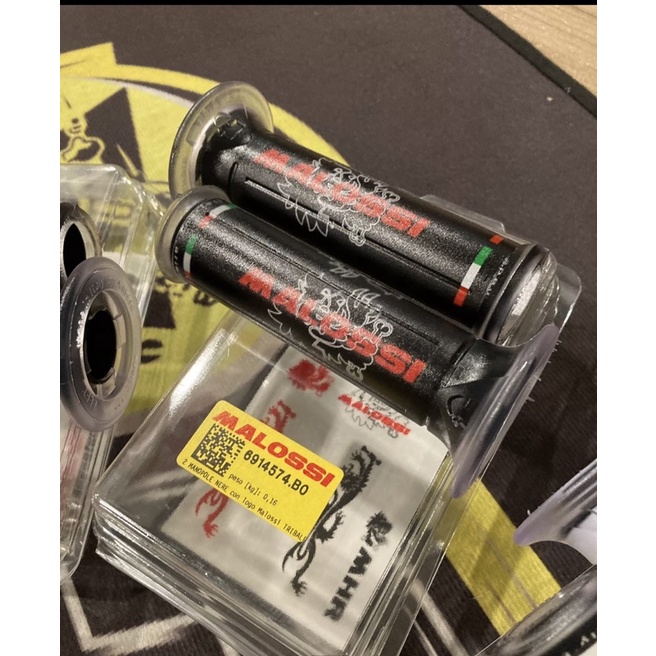 MALOSSI
MALOSSI
MALOSSI
MALOSSI
6914574.B0
peso [kg]: 0,16
2 MANOPOLE NERE con logo Malossi TRIBAL
MHR